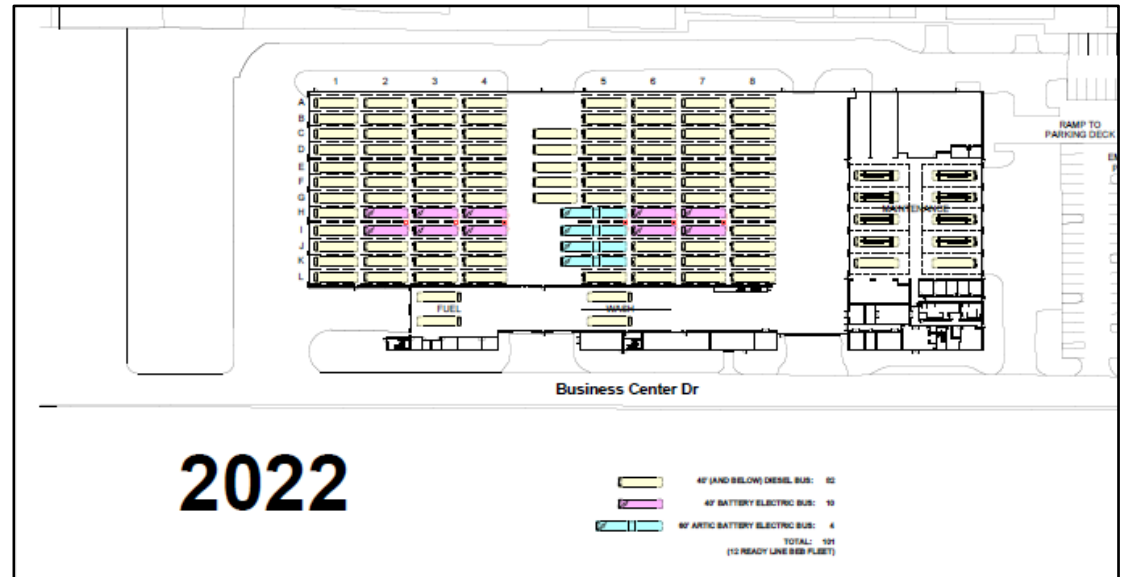 1 2 3 4 5 6 7 8
A
B
C
D
E
F
G
H
I
J
K
L
RAMP TO
PARKING DECK
MAINTENANCE
FUEL
WASH
Business Center Dr
2022
40' (AND BELOW) DIESEL BUS:
40' BATTERY ELECTRIC BUS: 10
60' ARTIC BATTERY ELECTRIC BUS: 4
TOTAL: 101
(12 READY LINE BEB FLEET)